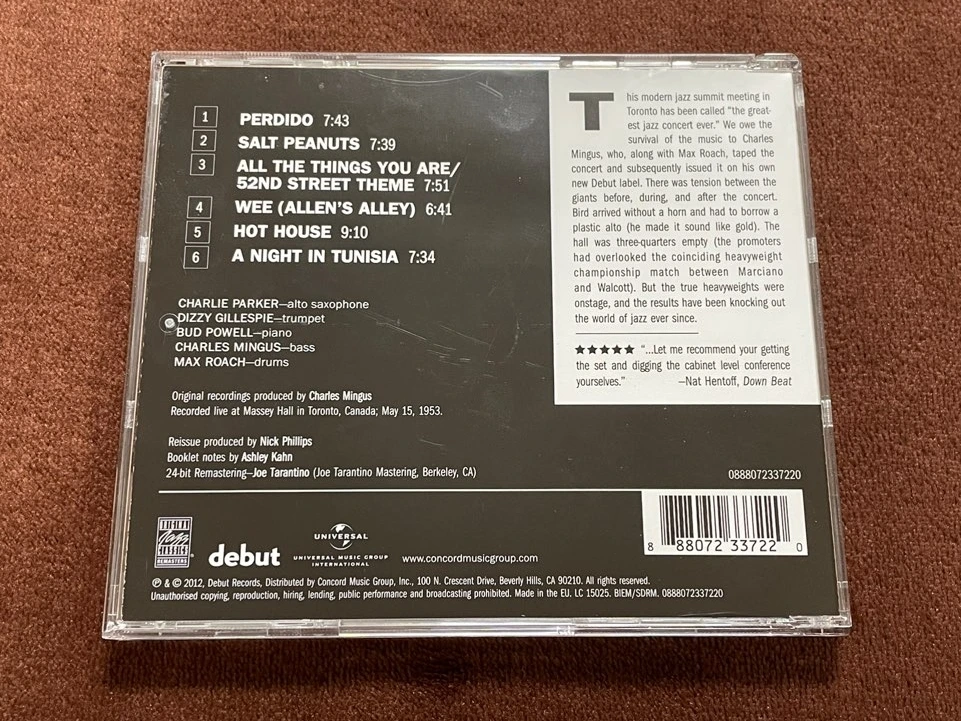 1 PERDIDO 7:43
2 SALT PEANUTS 7:39
3 ALL THE THINGS YOU ARE/
52ND STREET THEME 7:51
4 WEE (ALLEN'S ALLEY) 6:41
5 HOT HOUSE 9:10
6 A NIGHT IN TUNISIA 7:34
CHARLIE PARKER—alto saxophone
DIZZY GILLESPIE—trumpet
BUD POWELL—piano
CHARLES MINGUS—bass
MAX ROACH—drums
Original recordings produced by Charles Mingus
Recorded live at Massey Hall in Toronto, Canada; May 15, 1953.
Reissue produced by Nick Phillips
Booklet notes by Ashley Kahn
24-bit Remastering—Joe Tarantino (Joe Tarantino Mastering, Berkeley, CA)
This modern jazz summit meeting in
Toronto has been called "the great-
est jazz concert ever." We owe the
survival of the music to Charles
Mingus, who, along with Max Roach, taped the
concert and subsequently issued it on his own
new Debut label. There was tension between the
giants before, during, and after the concert.
Bird arrived without a horn and had to borrow a
plastic alto (he made it sound like gold). The
hall was three-quarters empty (the promoters
had overlooked the coinciding heavyweight
championship match between Marciano
and Walcott). But the true heavyweights were
onstage, and the results have been knocking out
the world of jazz ever since.
★★★★★ "...Let me recommend your getting
the set and digging the cabinet level conference
yourselves." —Nat Hentoff, Down Beat
0888072337220
8 88072 33722 0
ORIGINAL
Jazz
CLASSICS
REMASTERS
debut
UNIVERSAL
UNIVERSAL MUSIC GROUP
INTERNATIONAL
www.concordmusicgroup.com
℗ & © 2012, Debut Records, Distributed by Concord Music Group, Inc., 100 N. Crescent Drive, Beverly Hills, CA 90210. All rights reserved.
Unauthorised copying, reproduction, hiring, lending, public performance and broadcasting prohibited. Made in the EU. LC 15025. BIEM/SDRM. 0888072337220